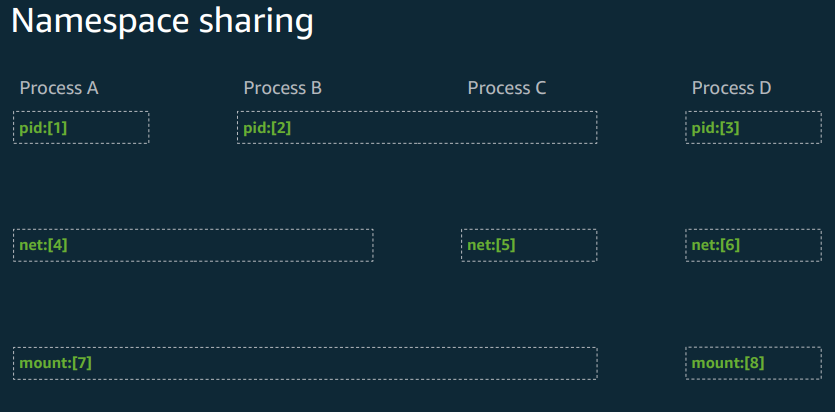 Namespace sharing
Process A Process B Process C Process D
pid:[1] pid:[2] pid:[3]
net:[4] net:[5] net:[6]
mount:[7] mount:[8]